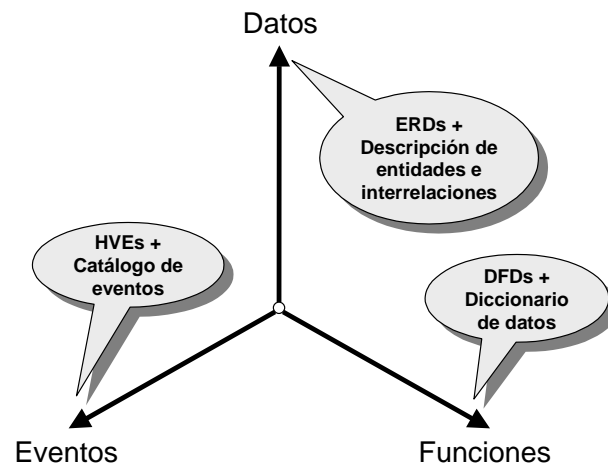 Datos
ERDs +
Descripción de
entidades e
interrelaciones
HVEs +
Catálogo de
eventos
DFDs +
Diccionario
de datos
Eventos
Funciones